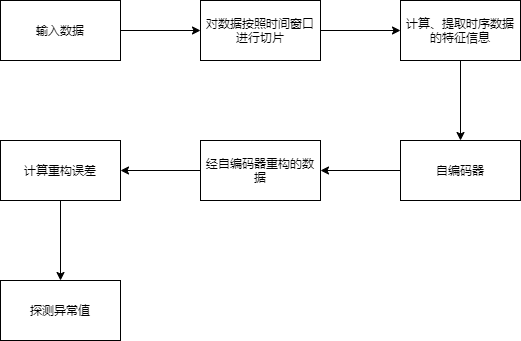 输入数据
对数据按照时间窗口
进行切片
计算、提取时序数据
的特征信息
自编码器
经自编码器重构的数
据
计算重构误差
探测异常值